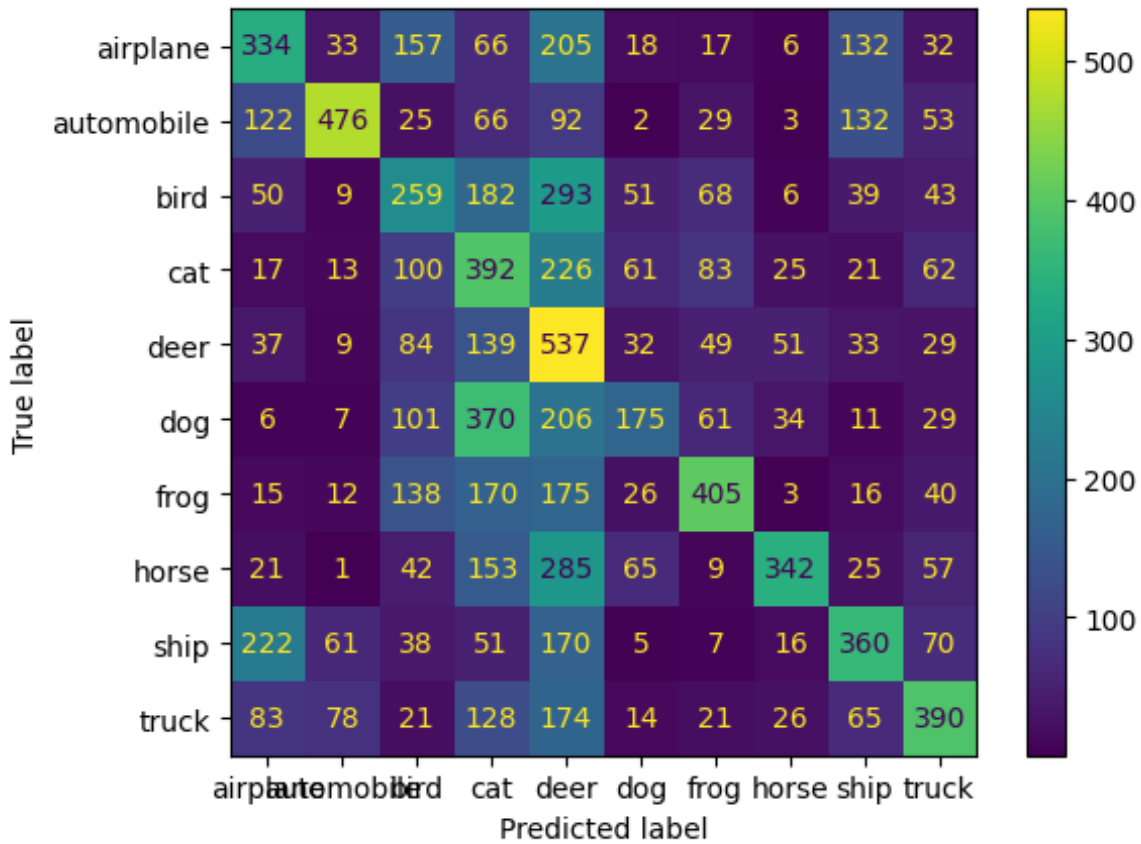 airplane 334 33 157 66 205 18 17 6 132 32
500
automobile 122 476 25 66 92 2 29 3 132 53
bird 50 9 259 182 293 51 68 6 39 43
400
cat 17 13 100 392 226 61 83 25 21 62
300
True label
deer 37 9 84 139 537 32 49 51 33 29
dog 6 7 101 370 206 175 61 34 11 29
200
frog 15 12 138 170 175 26 405 3 16 40
horse 21 1 42 153 285 65 9 342 25 57
100
ship 222 61 38 51 170 5 7 16 360 70
truck 83 78 21 128 174 14 21 26 65 390
airplane automobile bird cat deer dog frog horse ship truck
Predicted label